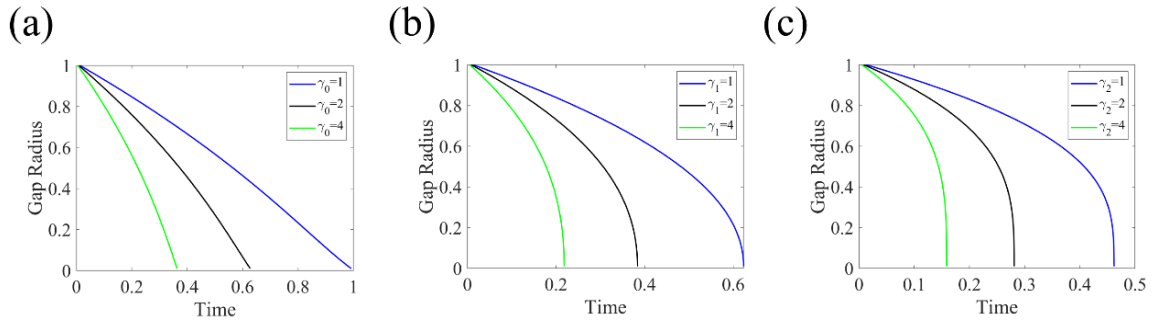 (a)
Gap Radius
1
0.8
0.6
0.4
0.2
0
γ₀=1
γ₀=2
γ₀=4
0 0.2 0.4 0.6 0.8 1
Time
(b)
Gap Radius
1
0.8
0.6
0.4
0.2
0
γ₁=1
γ₁=2
γ₁=4
0 0.2 0.4 0.6
Time
(c)
Gap Radius
1
0.8
0.6
0.4
0.2
0
γ₂=1
γ₂=2
γ₂=4
0 0.1 0.2 0.3 0.4 0.5
Time